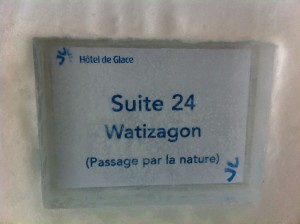 Hôtel de Glace
Suite 24
Watizagon
(Passage par la nature)